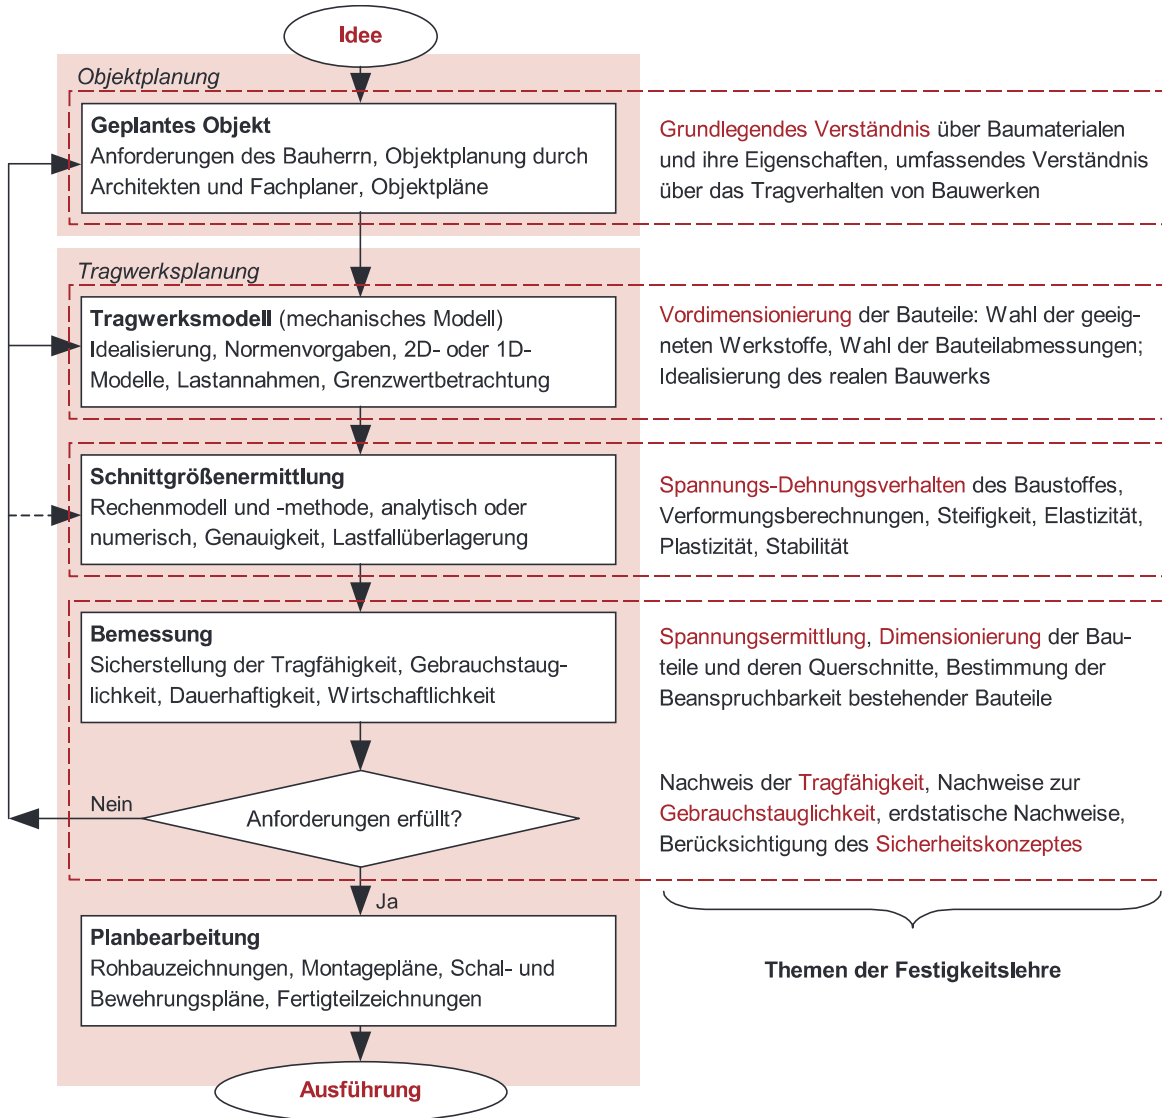 Idee
Objektplanung
Geplantes Objekt
Anforderungen des Bauherrn, Objektplanung durch
Architekten und Fachplaner, Objektpläne
Grundlegendes Verständnis über Baumaterialen
und ihre Eigenschaften, umfassendes Verständnis
über das Tragverhalten von Bauwerken
Tragwerksplanung
Tragwerksmodell (mechanisches Modell)
Idealisierung, Normenvorgaben, 2D- oder 1D-
Modelle, Lastannahmen, Grenzwertbetrachtung
Vordimensionierung der Bauteile: Wahl der geeig-
neten Werkstoffe, Wahl der Bauteilabmessungen;
Idealisierung des realen Bauwerks
Schnittgrößenermittlung
Rechenmodell und -methode, analytisch oder
numerisch, Genauigkeit, Lastfallüberlagerung
Spannungs-Dehnungsverhalten des Baustoffes,
Verformungsberechnungen, Steifigkeit, Elastizität,
Plastizität, Stabilität
Bemessung
Sicherstellung der Tragfähigkeit, Gebrauchstaug-
lichkeit, Dauerhaftigkeit, Wirtschaftlichkeit
Spannungsermittlung, Dimensionierung der Bau-
teile und deren Querschnitte, Bestimmung der
Beanspruchbarkeit bestehender Bauteile
Nein
Anforderungen erfüllt?
Nachweis der Tragfähigkeit, Nachweise zur
Gebrauchstauglichkeit, erdstatische Nachweise,
Berücksichtigung des Sicherheitskonzeptes
Ja
Planbearbeitung
Rohbauzeichnungen, Montagepläne, Schal- und
Bewehrungspläne, Fertigteilzeichnungen
Themen der Festigkeitslehre
Ausführung